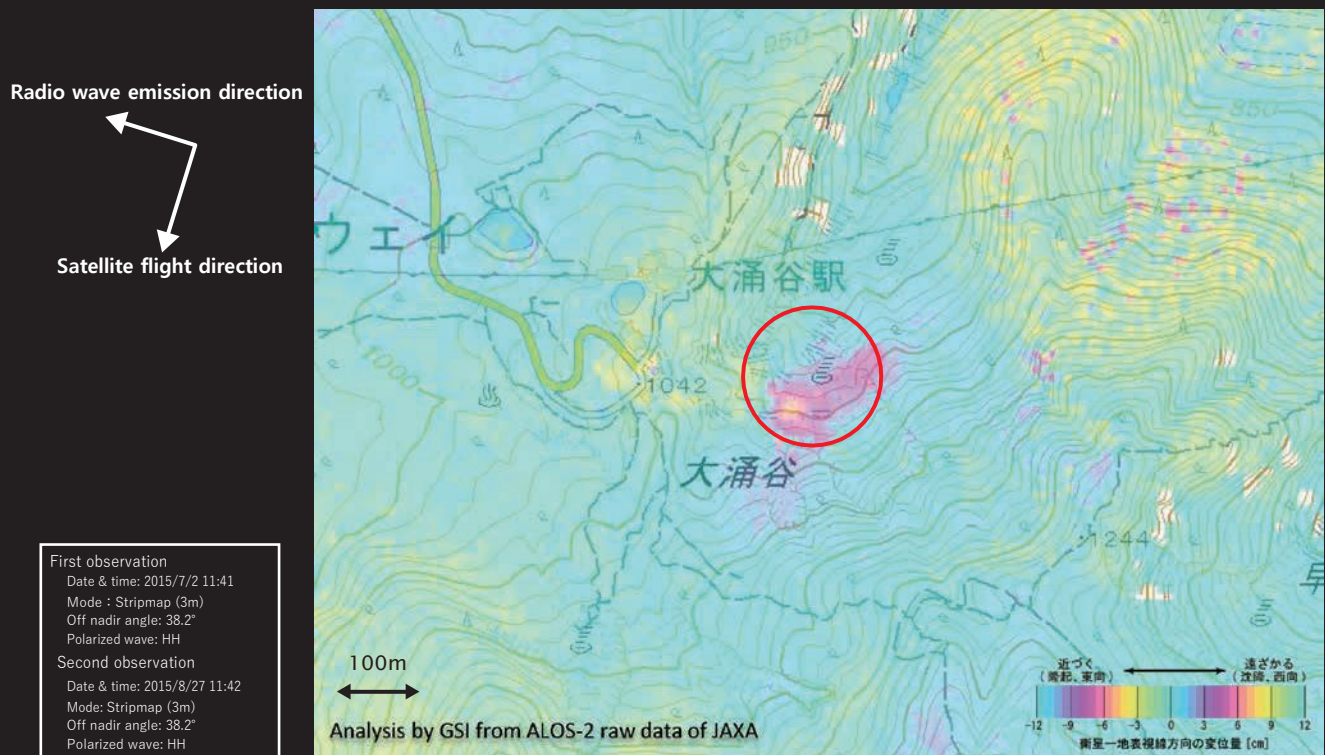 Radio wave emission direction
Satellite flight direction
850
850
ウェイ
大涌谷駅
1000
1042
大涌谷
1244
早
First observation
Date & time: 2015/7/2 11:41
Mode : Stripmap (3m)
Off nadir angle: 38.2°
Polarized wave: HH
Second observation
Date & time: 2015/8/27 11:42
Mode: Stripmap (3m)
Off nadir angle: 38.2°
Polarized wave: HH
100m
Analysis by GSI from ALOS-2 raw data of JAXA
近づく 遠ざかる
(隆起、東向) (沈降、西向)
-12 -9 -6 -3 0 3 6 9 12
衛星－地表視線方向の変位量 [cm]